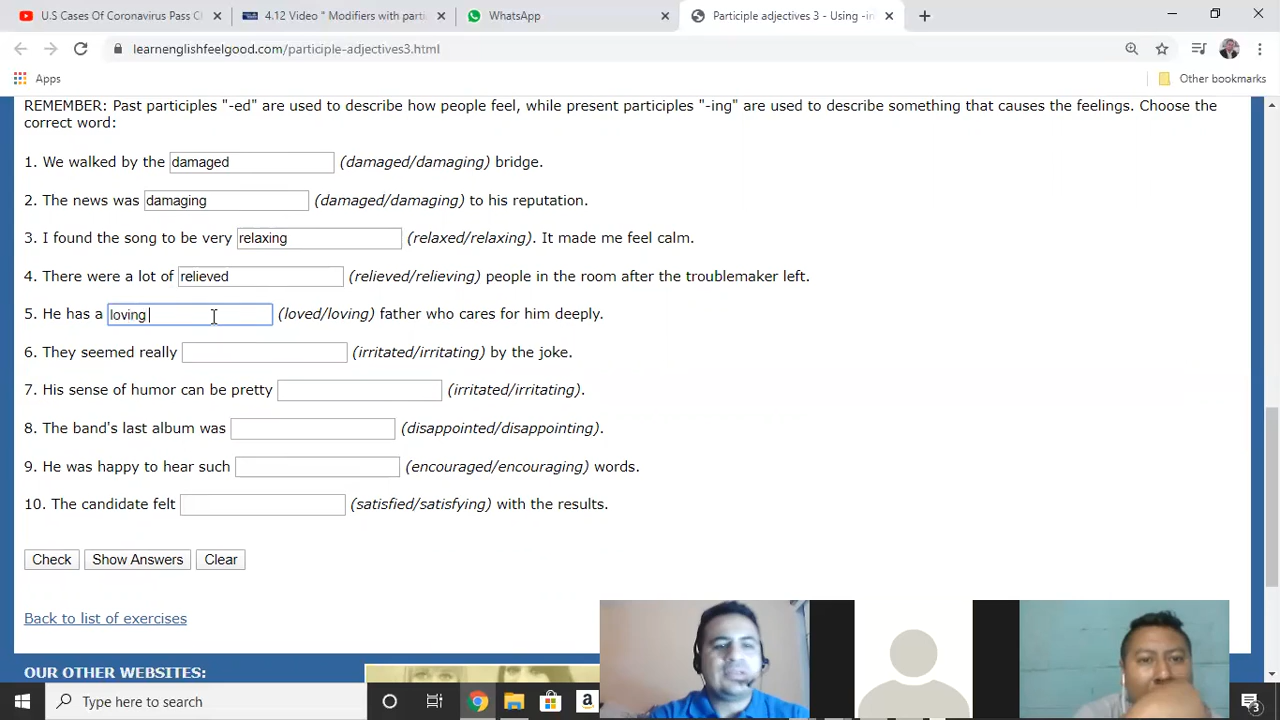 U.S Cases Of Coronavirus Pass C
4.12 Video " Modifiers with part
WhatsApp
Participle adjectives 3 - Using -in
learnenglishfeelgood.com/participle-adjectives3.html
Apps
Other bookmarks
REMEMBER: Past participles "-ed" are used to describe how people feel, while present participles "-ing" are used to describe something that causes the feelings. Choose the
correct word:
1. We walked by the damaged (damaged/damaging) bridge.
2. The news was damaging (damaged/damaging) to his reputation.
3. I found the song to be very relaxing (relaxed/relaxing). It made me feel calm.
4. There were a lot of relieved (relieved/relieving) people in the room after the troublemaker left.
5. He has a loving (loved/loving) father who cares for him deeply.
6. They seemed really (irritated/irritating) by the joke.
7. His sense of humor can be pretty (irritated/irritating).
8. The band's last album was (disappointed/disappointing).
9. He was happy to hear such (encouraged/encouraging) words.
10. The candidate felt (satisfied/satisfying) with the results.
Check Show Answers Clear
Back to list of exercises
OUR OTHER WEBSITES:
Type here to search
3